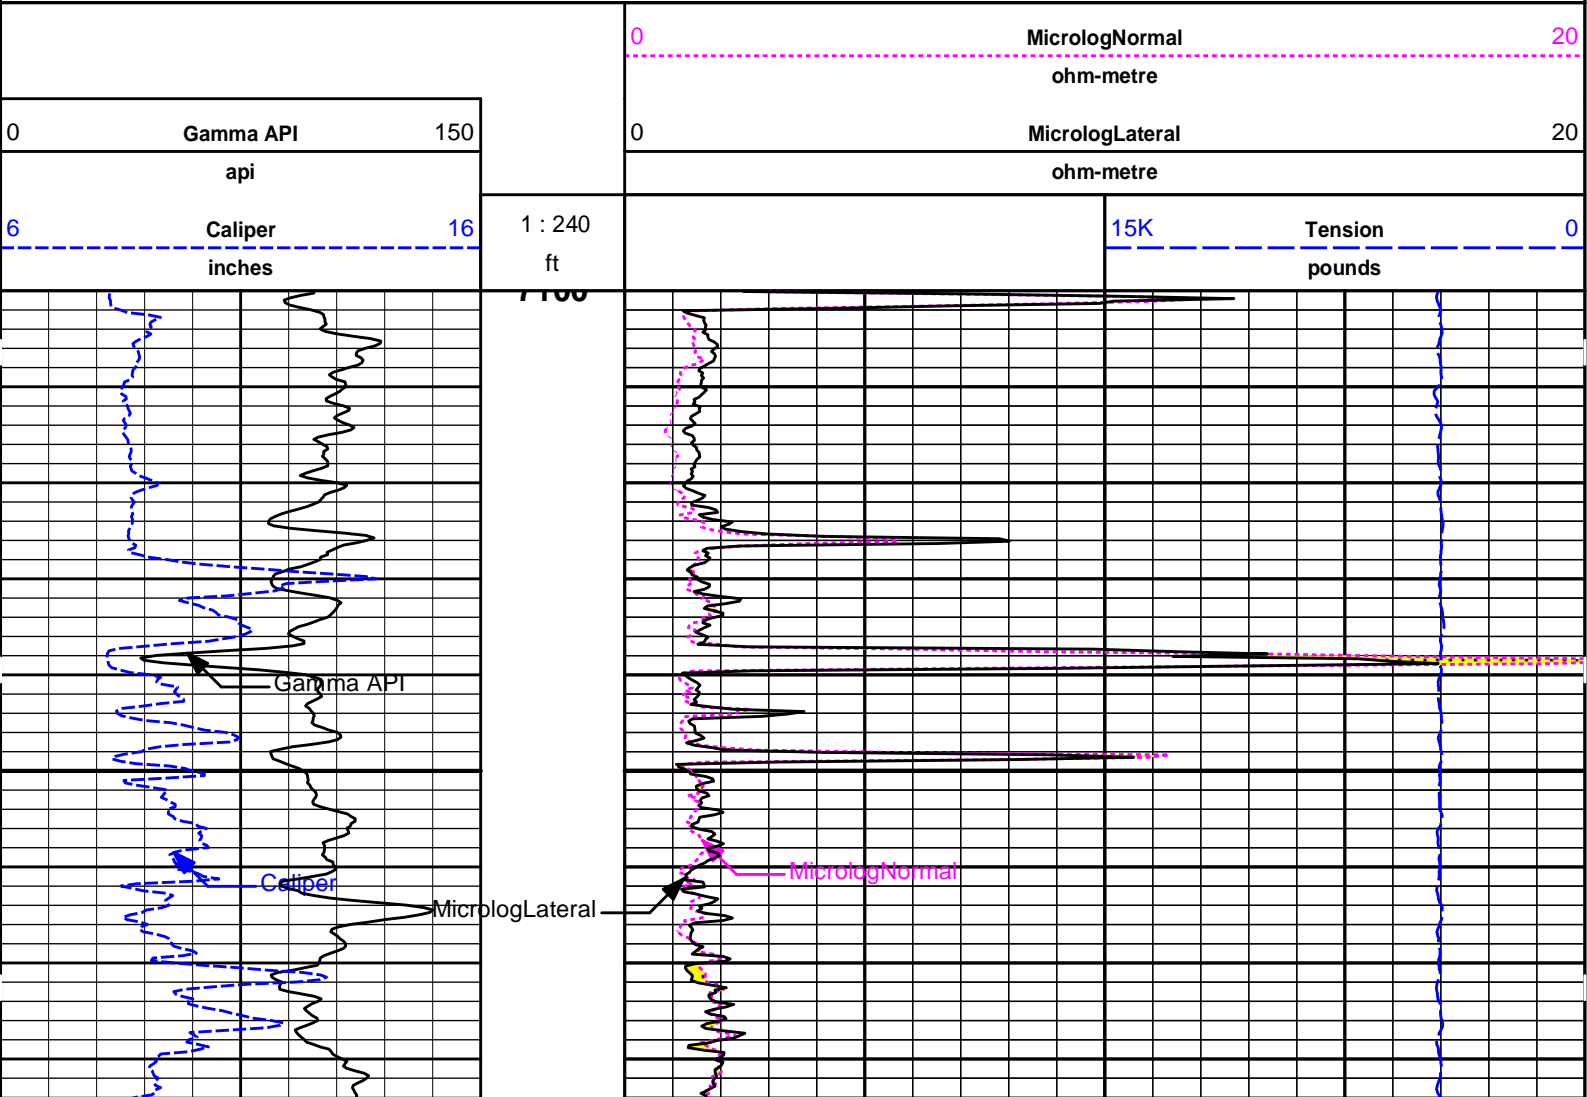 0 MicrologNormal 20
ohm-metre
0 Gamma API 150
0 MicrologLateral 20
api
ohm-metre
6 Caliper 16
1 : 240
15K Tension 0
inches
ft
pounds
Gamma API
MicrologNormal
Caliper
MicrologLateral